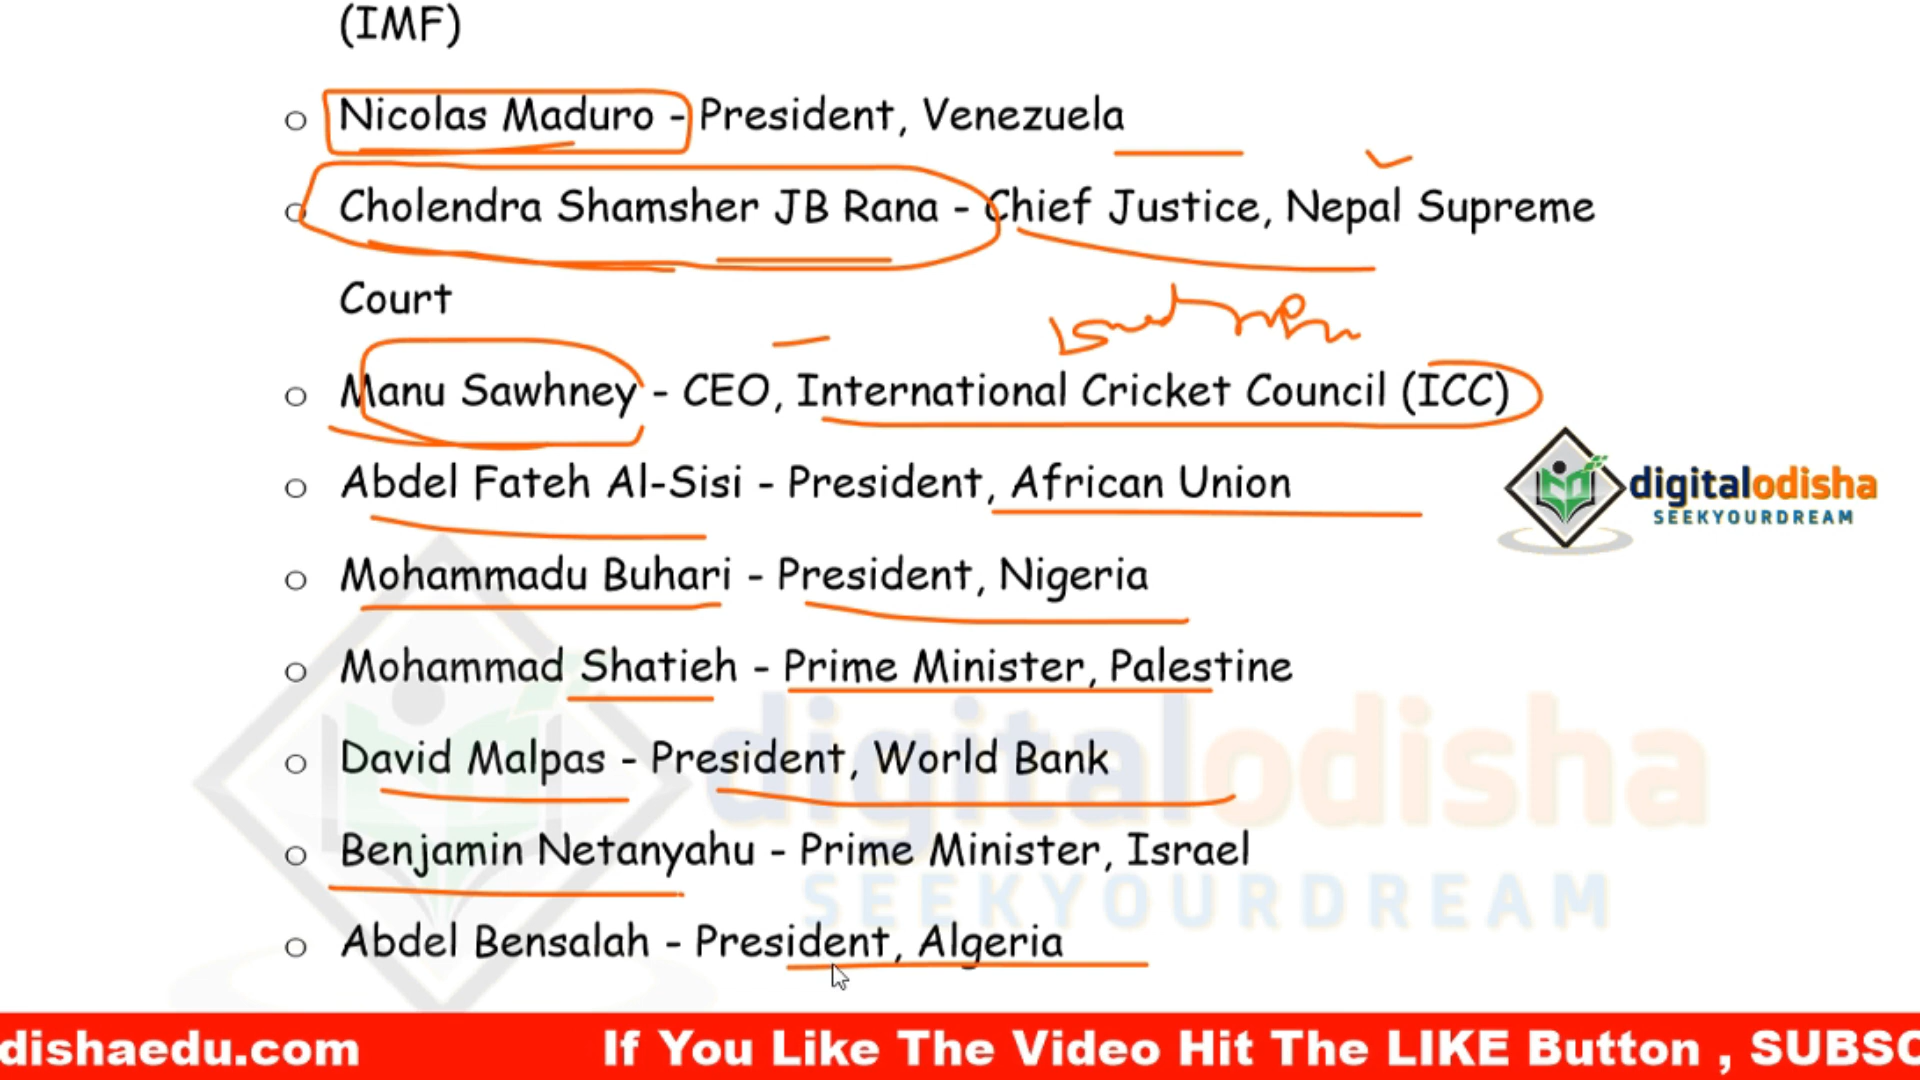 (IMF)
Nicolas Maduro - President, Venezuela
Cholendra Shamsher JB Rana - Chief Justice, Nepal Supreme
Court
Manu Sawhney - CEO, International Cricket Council (ICC)
Abdel Fateh Al-Sisi - President, African Union
digitalodisha
SEEKYOURDREAM
Mohammadu Buhari - President, Nigeria
Mohammad Shatieh - Prime Minister, Palestine
David Malpas - President, World Bank
digitalodisha
Benjamin Netanyahu - Prime Minister, Israel
SEEKYOURDREAM
Abdel Bensalah - President, Algeria
dishaedu.com If You Like The Video Hit The LIKE Button , SUBSC